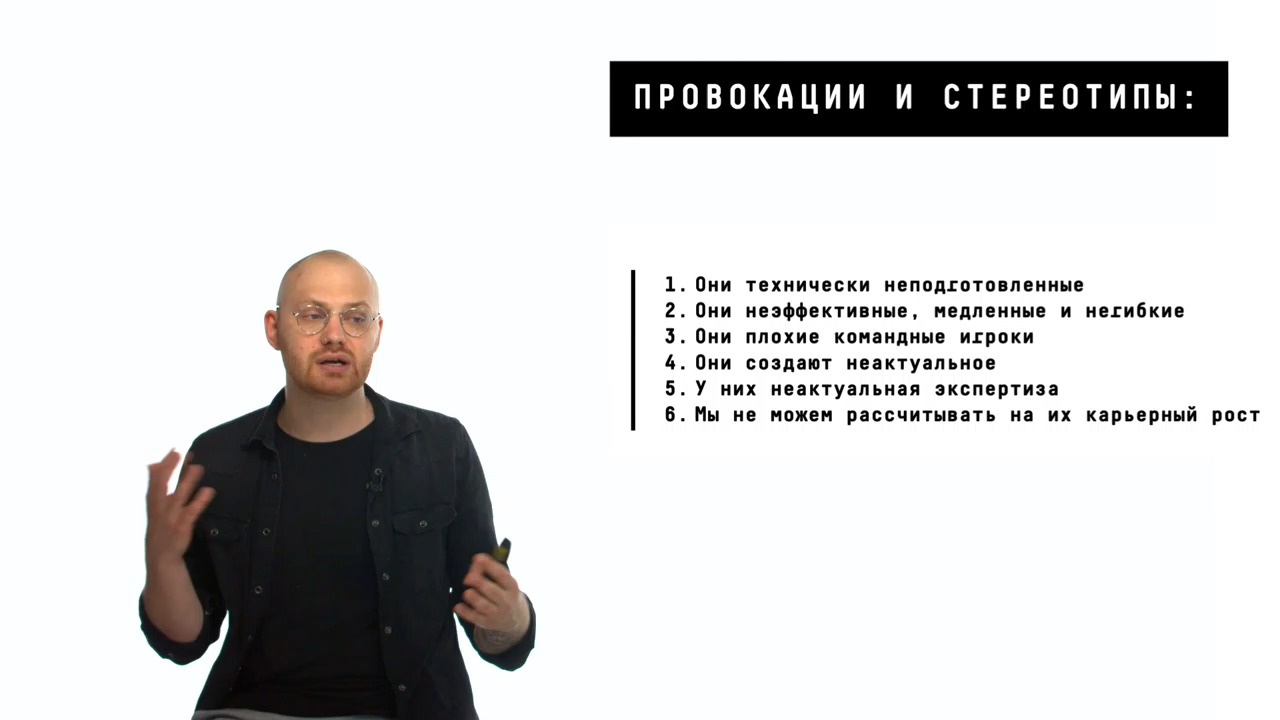 ПРОВОКАЦИИ И СТЕРЕОТИПЫ:
1. Они технически неподготовленные
2. Они неэффективные, медленные и негибкие
3. Они плохие командные игроки
4. Они создают неактуальное
5. У них неактуальная экспертиза
6. Мы не можем рассчитывать на их карьерный рост